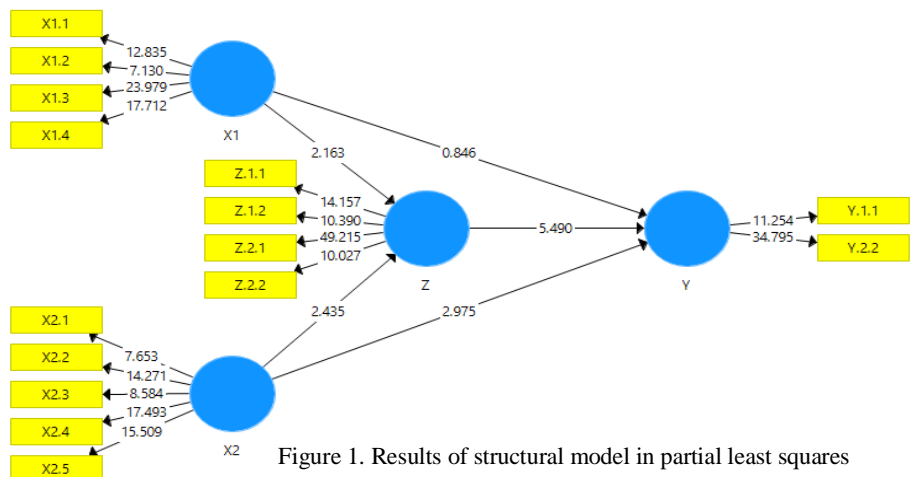 X1.1
X1.2
X1.3
X1.4
12.835
7.130
23.979
17.712
X1
2.163
0.846
Z.1.1
Z.1.2
Z.2.1
Z.2.2
14.157
10.390
49.215
10.027
Z
5.490
Y
11.254
34.795
Y.1.1
Y.2.2
2.435
2.975
X2.1
X2.2
X2.3
X2.4
X2.5
7.653
14.271
8.584
17.493
15.509
X2
Figure 1. Results of structural model in partial least squares